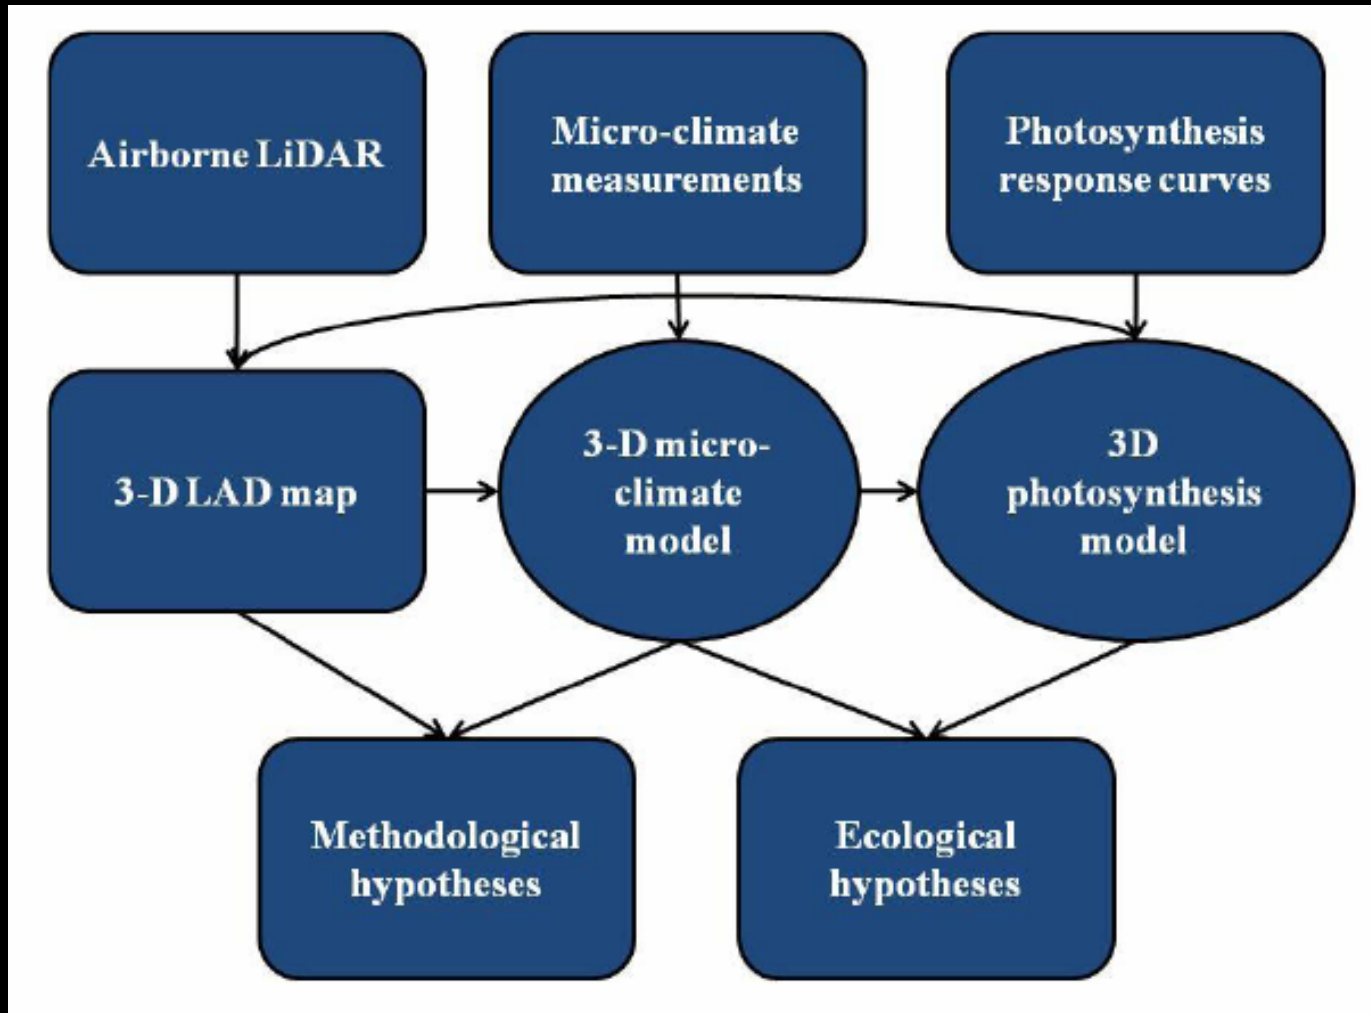 Airborne LiDAR
Micro-climate
measurements
Photosynthesis
response curves
3-D LAD map
3-D micro-
climate
model
3D
photosynthesis
model
Methodological
hypotheses
Ecological
hypotheses